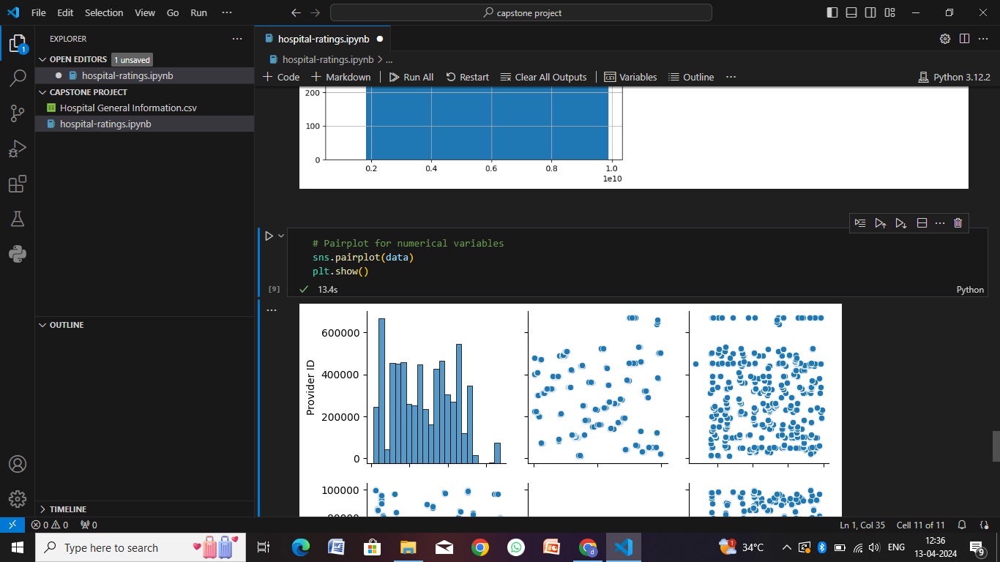 File Edit Selection View Go Run ···
capstone project
EXPLORER
OPEN EDITORS 1 unsaved
hospital-ratings.ipynb
CAPSTONE PROJECT
Hospital General Information.csv
hospital-ratings.ipynb
OUTLINE
TIMELINE
1
hospital-ratings.ipynb
hospital-ratings.ipynb > ...
Code Markdown Run All Restart Clear All Outputs Variables Outline ··· Python 3.12.2
200
100
0
0.2 0.4 0.6 0.8 1.0
1e10
# Pairplot for numerical variables
sns.pairplot(data)
plt.show()
[9] 13.4s Python
600000
400000
200000
0
Provider ID
100000
0 0 0 Ln 1, Col 35 Cell 11 of 11
Type here to search
34°C ENG 12:36
13-04-2024
9